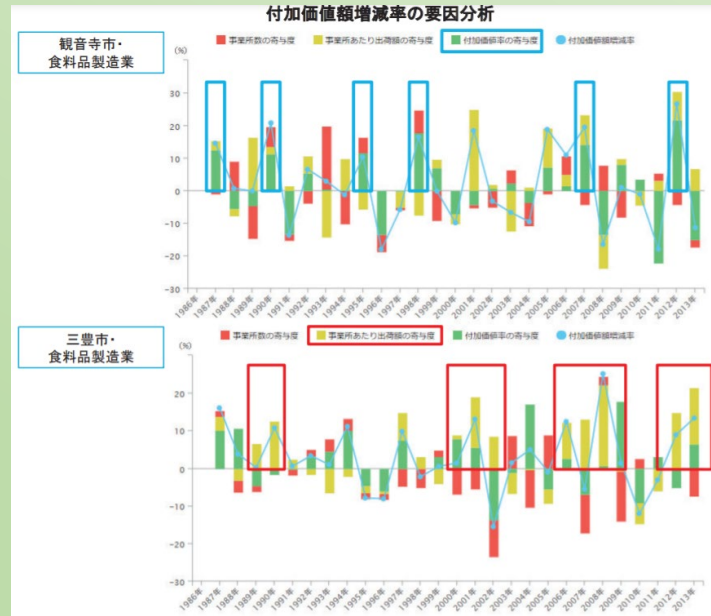 付加価値額増減率の要因分析
観音寺市・
食料品製造業
(%)
事業所数の寄与度
事業所あたり出荷額の寄与度
付加価値率の寄与度
付加価値額増減率
40
30
20
10
0
-10
-20
-30
1986年
1987年
1988年
1989年
1990年
1991年
1992年
1993年
1994年
1995年
1996年
1997年
1998年
1999年
2000年
2001年
2002年
2003年
2004年
2005年
2006年
2007年
2008年
2009年
2010年
2011年
2012年
2013年
三豊市・
食料品製造業
(%)
事業所数の寄与度
事業所あたり出荷額の寄与度
付加価値率の寄与度
付加価値額増減率
20
10
0
-10
-20
-30
1986年
1987年
1988年
1989年
1990年
1991年
1992年
1993年
1994年
1995年
1996年
1997年
1998年
1999年
2000年
2001年
2002年
2003年
2004年
2005年
2006年
2007年
2008年
2009年
2010年
2011年
2012年
2013年